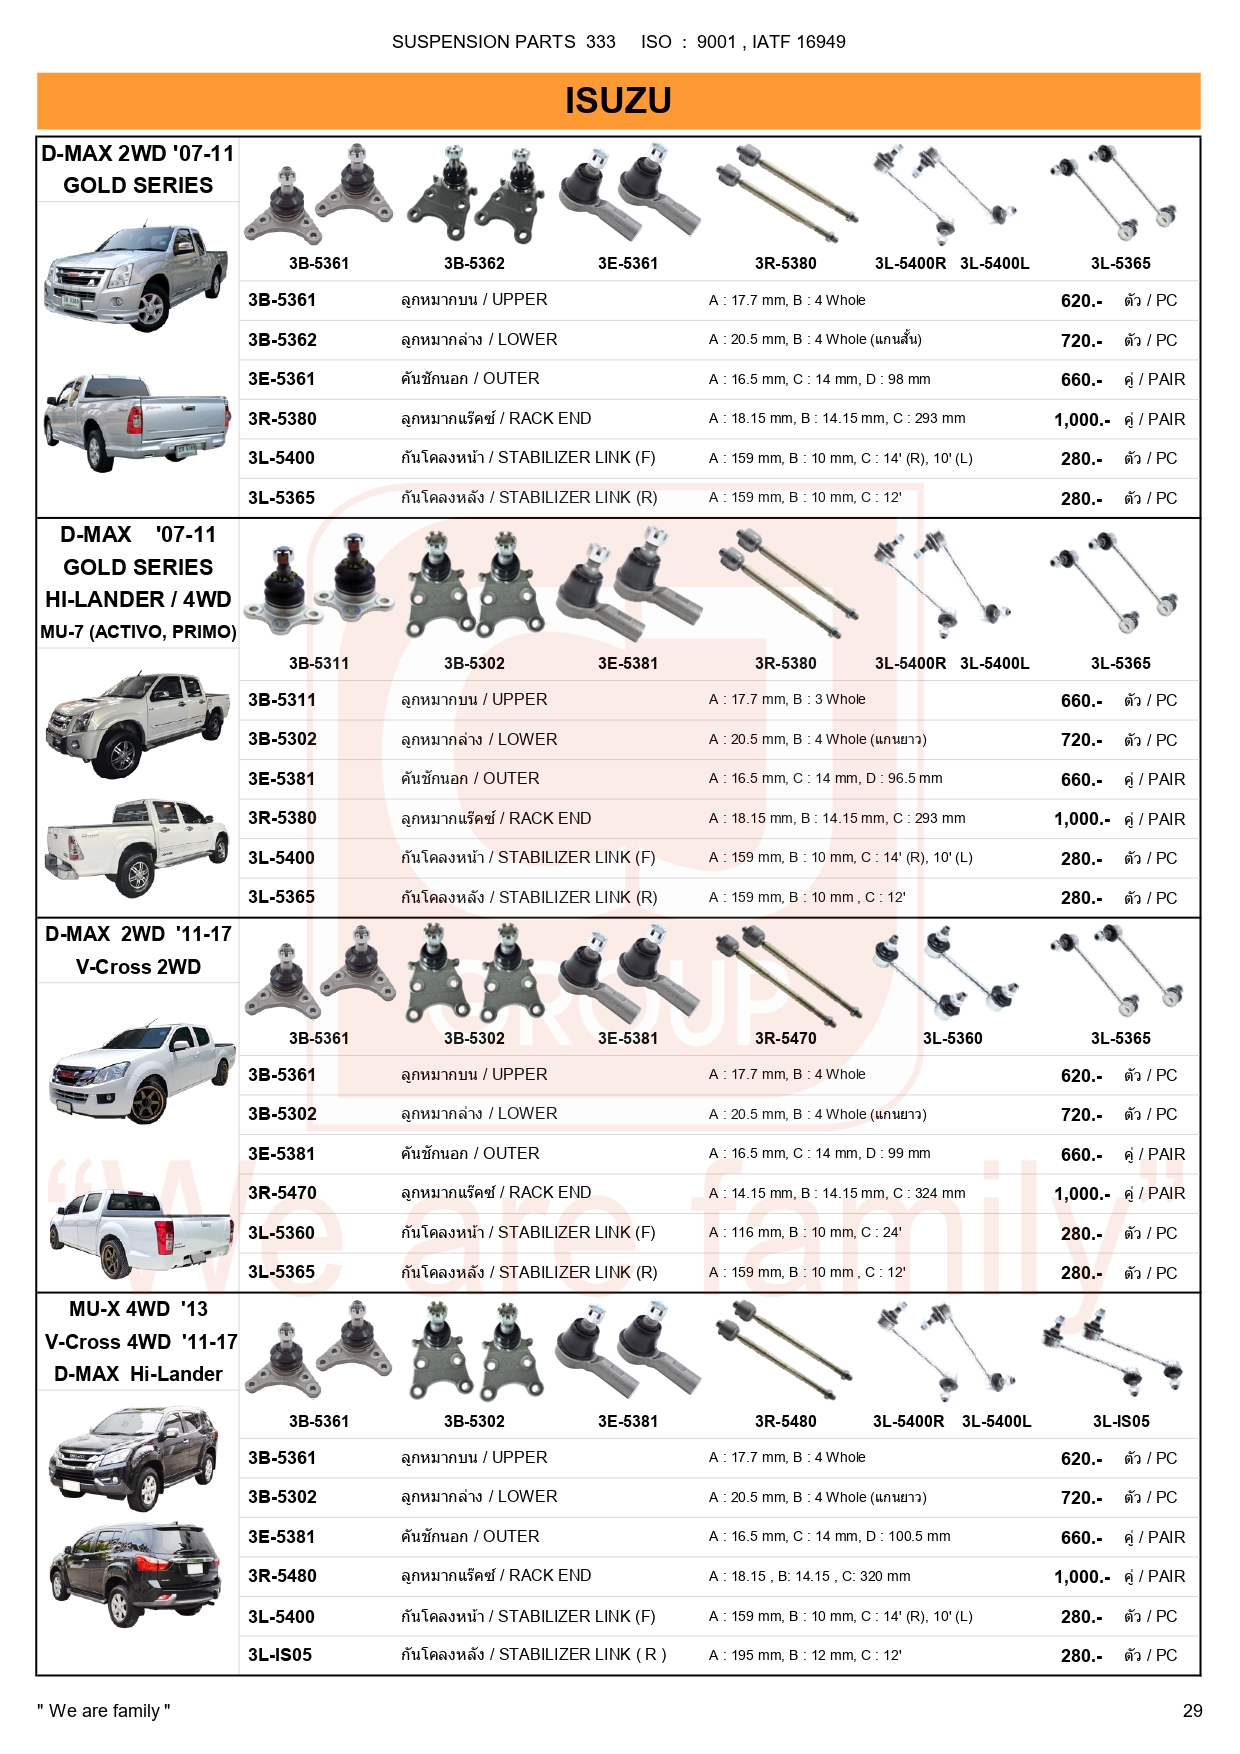 SUSPENSION PARTS 333 ISO : 9001 , IATF 16949
ISUZU
D-MAX 2WD '07-11
GOLD SERIES
3B-5361 3B-5362 3E-5361 3R-5380 3L-5400R 3L-5400L 3L-5365
3B-5361 ลูกหมากบน / UPPER A : 17.7 mm, B : 4 Whole 620.- ตัว / PC
3B-5362 ลูกหมากล่าง / LOWER A : 20.5 mm, B : 4 Whole (แกนสั้น) 720.- ตัว / PC
3E-5361 คันชักนอก / OUTER A : 16.5 mm, C : 14 mm, D : 98 mm 660.- คู่ / PAIR
3R-5380 ลูกหมากแร๊คซ์ / RACK END A : 18.15 mm, B : 14.15 mm, C : 293 mm 1,000.- คู่ / PAIR
3L-5400 กันโคลงหน้า / STABILIZER LINK (F) A : 159 mm, B : 10 mm, C : 14' (R), 10' (L) 280.- ตัว / PC
3L-5365 กันโคลงหลัง / STABILIZER LINK (R) A : 159 mm, B : 10 mm, C : 12' 280.- ตัว / PC
D-MAX '07-11
GOLD SERIES
HI-LANDER / 4WD
MU-7 (ACTIVO, PRIMO)
3B-5311 3B-5302 3E-5381 3R-5380 3L-5400R 3L-5400L 3L-5365
3B-5311 ลูกหมากบน / UPPER A : 17.7 mm, B : 3 Whole 660.- ตัว / PC
3B-5302 ลูกหมากล่าง / LOWER A : 20.5 mm, B : 4 Whole (แกนยาว) 720.- ตัว / PC
3E-5381 คันชักนอก / OUTER A : 16.5 mm, C : 14 mm, D : 96.5 mm 660.- คู่ / PAIR
3R-5380 ลูกหมากแร๊คซ์ / RACK END A : 18.15 mm, B : 14.15 mm, C : 293 mm 1,000.- คู่ / PAIR
3L-5400 กันโคลงหน้า / STABILIZER LINK (F) A : 159 mm, B : 10 mm, C : 14' (R), 10' (L) 280.- ตัว / PC
3L-5365 กันโคลงหลัง / STABILIZER LINK (R) A : 159 mm, B : 10 mm , C : 12' 280.- ตัว / PC
D-MAX 2WD '11-17
V-Cross 2WD
GROUP
3B-5361 3B-5302 3E-5381 3R-5470 3L-5360 3L-5365
3B-5361 ลูกหมากบน / UPPER A : 17.7 mm, B : 4 Whole 620.- ตัว / PC
3B-5302 ลูกหมากล่าง / LOWER A : 20.5 mm, B : 4 Whole (แกนยาว) 720.- ตัว / PC
3E-5381 คันชักนอก / OUTER A : 16.5 mm, C : 14 mm, D : 99 mm 660.- คู่ / PAIR
3R-5470 ลูกหมากแร๊คซ์ / RACK END A : 14.15 mm, B : 14.15 mm, C : 324 mm 1,000.- คู่ / PAIR
3L-5360 กันโคลงหน้า / STABILIZER LINK (F) A : 116 mm, B : 10 mm, C : 24' 280.- ตัว / PC
3L-5365 กันโคลงหลัง / STABILIZER LINK (R) A : 159 mm, B : 10 mm , C : 12' 280.- ตัว / PC
“We are family”
MU-X 4WD '13
V-Cross 4WD '11-17
D-MAX Hi-Lander
3B-5361 3B-5302 3E-5381 3R-5480 3L-5400R 3L-5400L 3L-IS05
3B-5361 ลูกหมากบน / UPPER A : 17.7 mm, B : 4 Whole 620.- ตัว / PC
3B-5302 ลูกหมากล่าง / LOWER A : 20.5 mm, B : 4 Whole (แกนยาว) 720.- ตัว / PC
3E-5381 คันชักนอก / OUTER A : 16.5 mm, C : 14 mm, D : 100.5 mm 660.- คู่ / PAIR
3R-5480 ลูกหมากแร๊คซ์ / RACK END A : 18.15 , B: 14.15 , C: 320 mm 1,000.- คู่ / PAIR
3L-5400 กันโคลงหน้า / STABILIZER LINK (F) A : 159 mm, B : 10 mm, C : 14' (R), 10' (L) 280.- ตัว / PC
3L-IS05 กันโคลงหลัง / STABILIZER LINK ( R ) A : 195 mm, B : 12 mm, C : 12' 280.- ตัว / PC
" We are family " 29